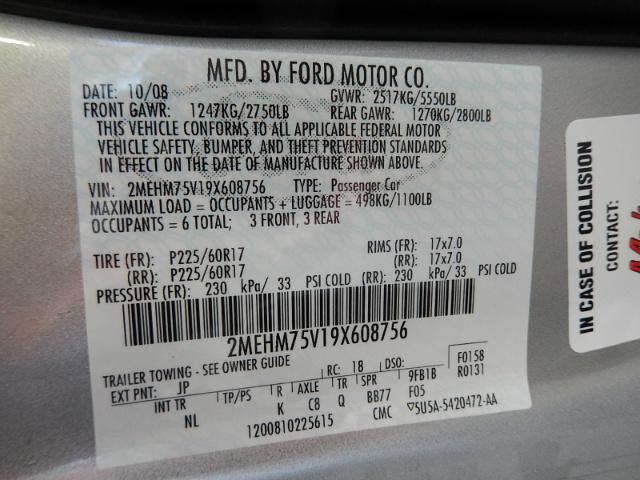 MFD. BY FORD MOTOR CO.
DATE: 10/08 GVWR: 2517KG/5550LB
FRONT GAWR: 1247KG/2750LB REAR GAWR: 1270KG/2800LB
THIS VEHICLE CONFORMS TO ALL APPLICABLE FEDERAL MOTOR
VEHICLE SAFETY, BUMPER, AND THEFT PREVENTION STANDARDS
IN EFFECT ON THE DATE OF MANUFACTURE SHOWN ABOVE.
VIN: 2MEHM75V19X608756 TYPE: Passenger Car
MAXIMUM LOAD = OCCUPANTS + LUGGAGE = 498KG/1100LB
OCCUPANTS = 6 TOTAL; 3 FRONT, 3 REAR
TIRE (FR): P225/60R17 RIMS (FR): 17x7.0
(RR): P225/60R17 (RR): 17x7.0
PRESSURE (FR): 230 kPa/ 33 PSI COLD (RR): 230 kPa/ 33 PSI COLD
2MEHM75V19X608756
TRAILER TOWING - SEE OWNER GUIDE
F0158
RC: 18 DSO: R0131
EXT PNT: JP 9FB1B
INT TR TP/PS R AXLE TR SPR F05
NL K C8 Q BB77
1200810225615 CMC ▽5U5A-5420472-AA
IN CASE OF COLLISION
CONTACT: